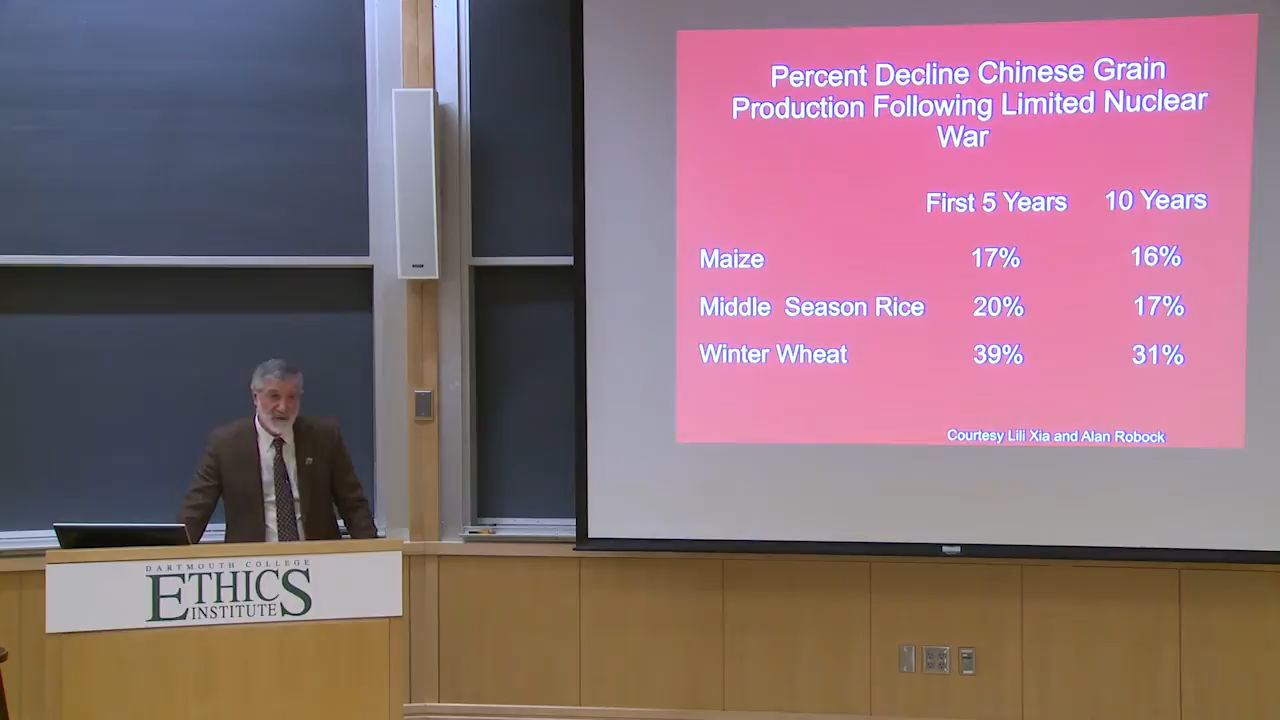 Percent Decline Chinese Grain
Production Following Limited Nuclear
War
First 5 Years 10 Years
Maize 17% 16%
Middle Season Rice 20% 17%
Winter Wheat 39% 31%
Courtesy Lili Xia and Alan Robock
DARTMOUTH COLLEGE
ETHICS
INSTITUTE